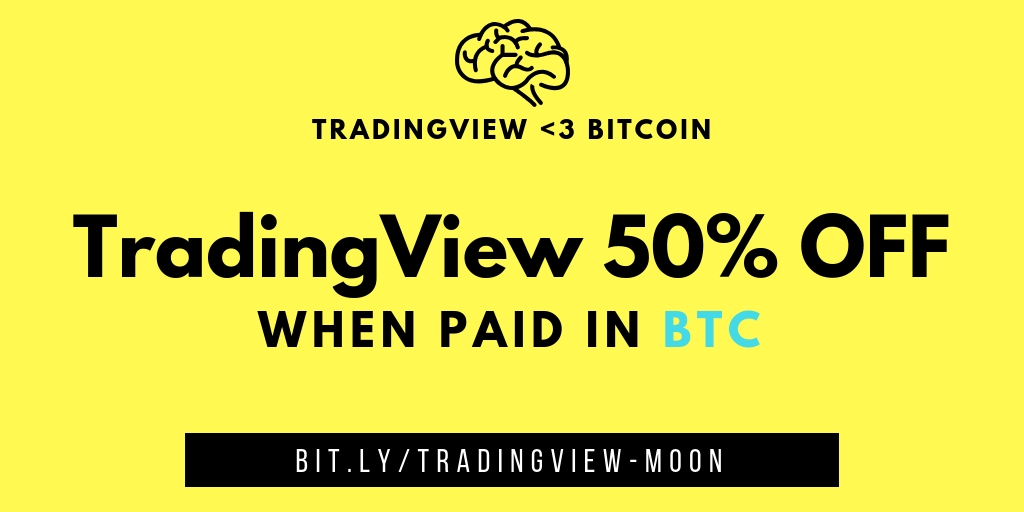 TRADINGVIEW <3 BITCOIN
TradingView 50% OFF
WHEN PAID IN BTC
BIT.LY/TRADINGVIEW-MOON